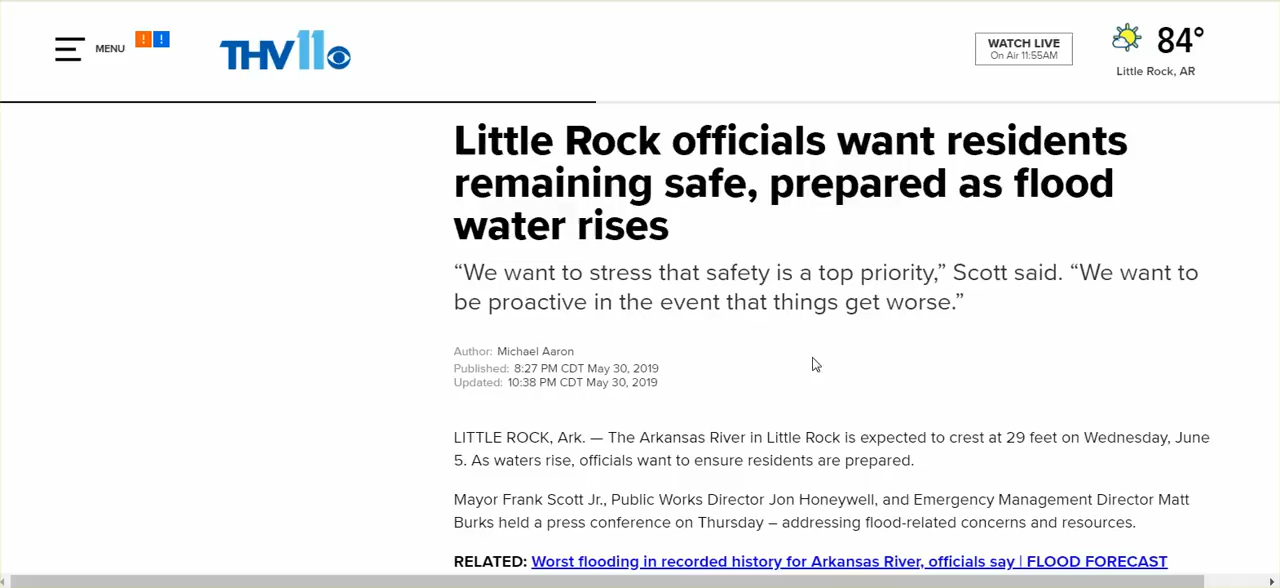 MENU
! !
THV11
WATCH LIVE
On Air 11:55AM
84°
Little Rock, AR
Little Rock officials want residents
remaining safe, prepared as flood
water rises
“We want to stress that safety is a top priority,” Scott said. “We want to
be proactive in the event that things get worse.”
Author: Michael Aaron
Published: 8:27 PM CDT May 30, 2019
Updated: 10:38 PM CDT May 30, 2019
LITTLE ROCK, Ark. — The Arkansas River in Little Rock is expected to crest at 29 feet on Wednesday, June
5. As waters rise, officials want to ensure residents are prepared.
Mayor Frank Scott Jr., Public Works Director Jon Honeywell, and Emergency Management Director Matt
Burks held a press conference on Thursday – addressing flood-related concerns and resources.
RELATED: Worst flooding in recorded history for Arkansas River, officials say | FLOOD FORECAST